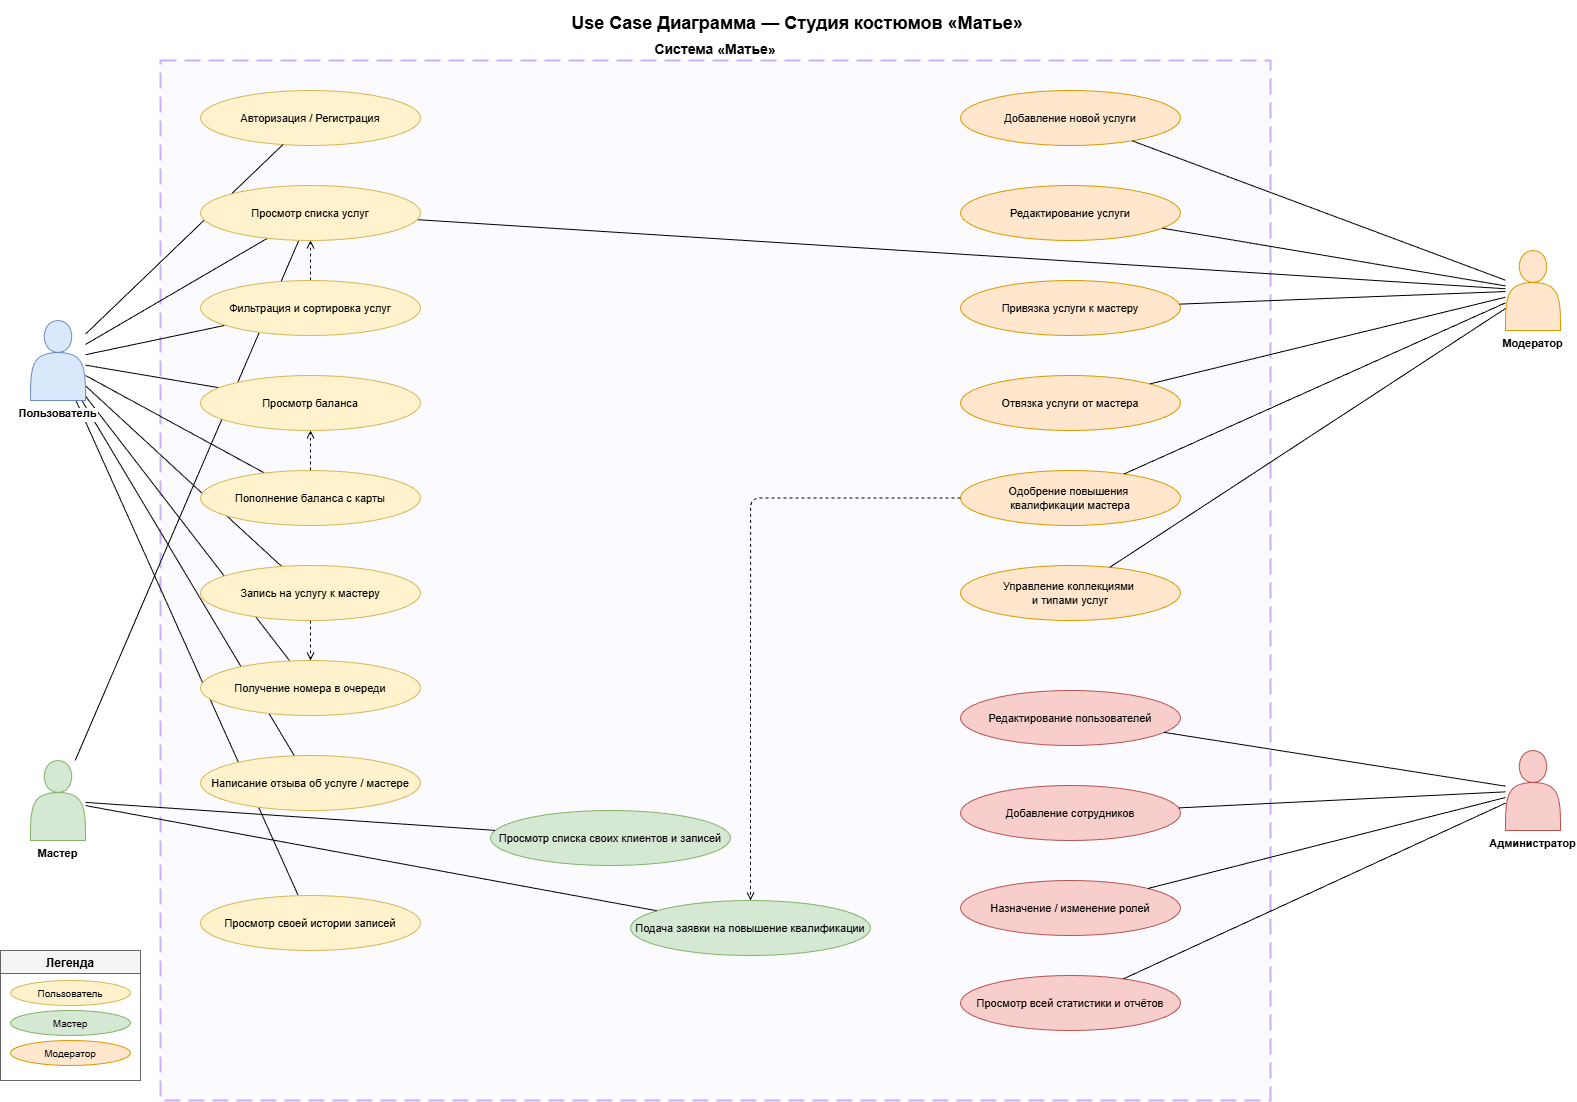 Use Case Диаграмма — Студия костюмов «Матье»
Система «Матье»
Авторизация / Регистрация
Просмотр списка услуг
Фильтрация и сортировка услуг
Просмотр баланса
Пополнение баланса с карты
Запись на услугу к мастеру
Получение номера в очереди
Написание отзыва об услуге / мастере
Просмотр своей истории записей
Просмотр списка своих клиентов и записей
Подача заявки на повышение квалификации
Добавление новой услуги
Редактирование услуги
Привязка услуги к мастеру
Отвязка услуги от мастера
Одобрение повышения
квалификации мастера
Управление коллекциями
и типами услуг
Редактирование пользователей
Добавление сотрудников
Назначение / изменение ролей
Просмотр всей статистики и отчётов
Пользователь
Мастер
Модератор
Администратор
Легенда
Пользователь
Мастер
Модератор